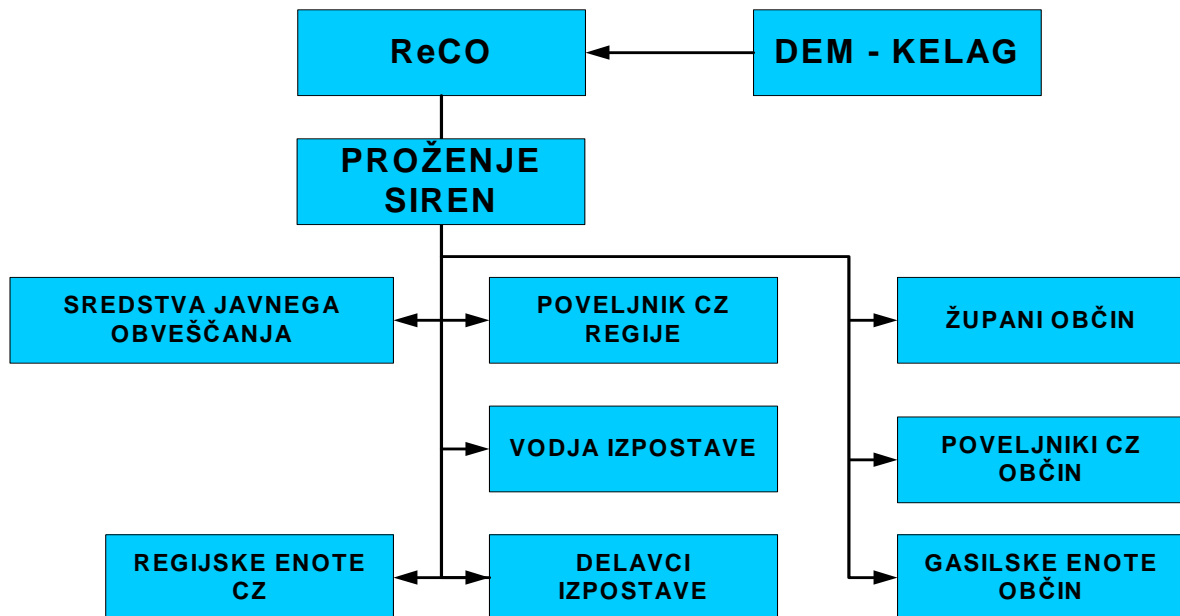 ReCO
DEM - KELAG
PROŽENJE
SIREN
SREDSTVA JAVNEGA
OBVEŠČANJA
POVELJNIK CZ
REGIJE
ŽUPANI OBČIN
VODJA IZPOSTAVE
POVELJNIKI CZ
OBČIN
REGIJSKE ENOTE
CZ
DELAVCI
IZPOSTAVE
GASILSKE ENOTE
OBČIN